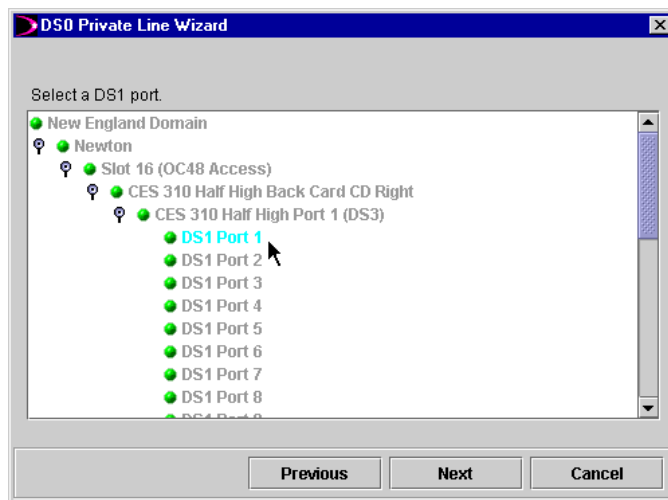 DS0 Private Line Wizard
Select a DS1 port.
New England Domain
Newton
Slot 16 (OC48 Access)
CES 310 Half High Back Card CD Right
CES 310 Half High Port 1 (DS3)
DS1 Port 1
DS1 Port 2
DS1 Port 3
DS1 Port 4
DS1 Port 5
DS1 Port 6
DS1 Port 7
DS1 Port 8
DS1 Port 9
Previous Next Cancel